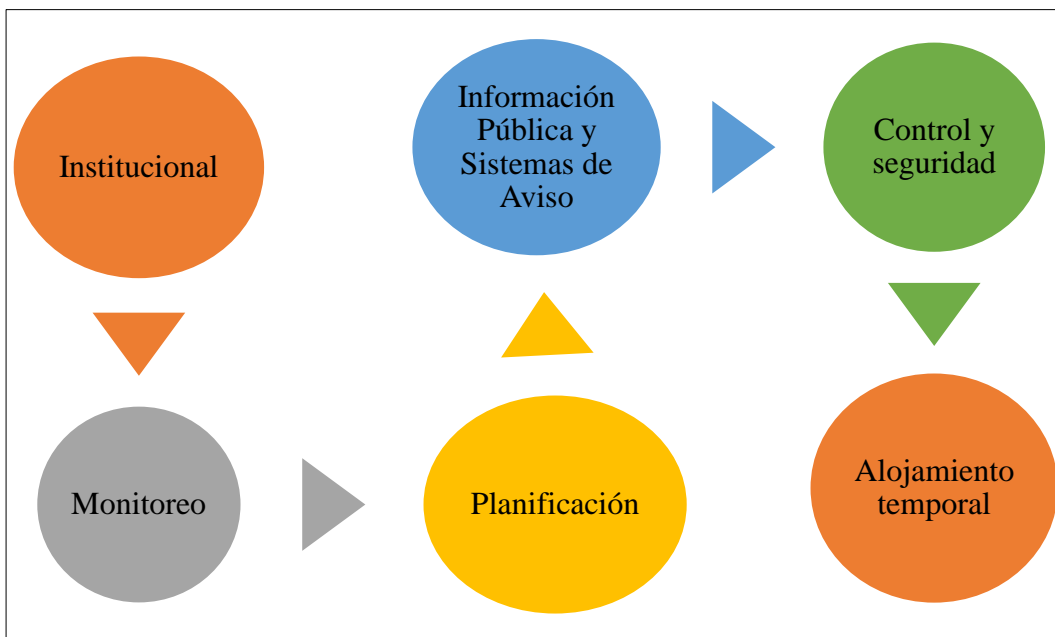 Institucional
Monitoreo
Planificación
Información
Pública y
Sistemas de
Aviso
Control y
seguridad
Alojamiento
temporal